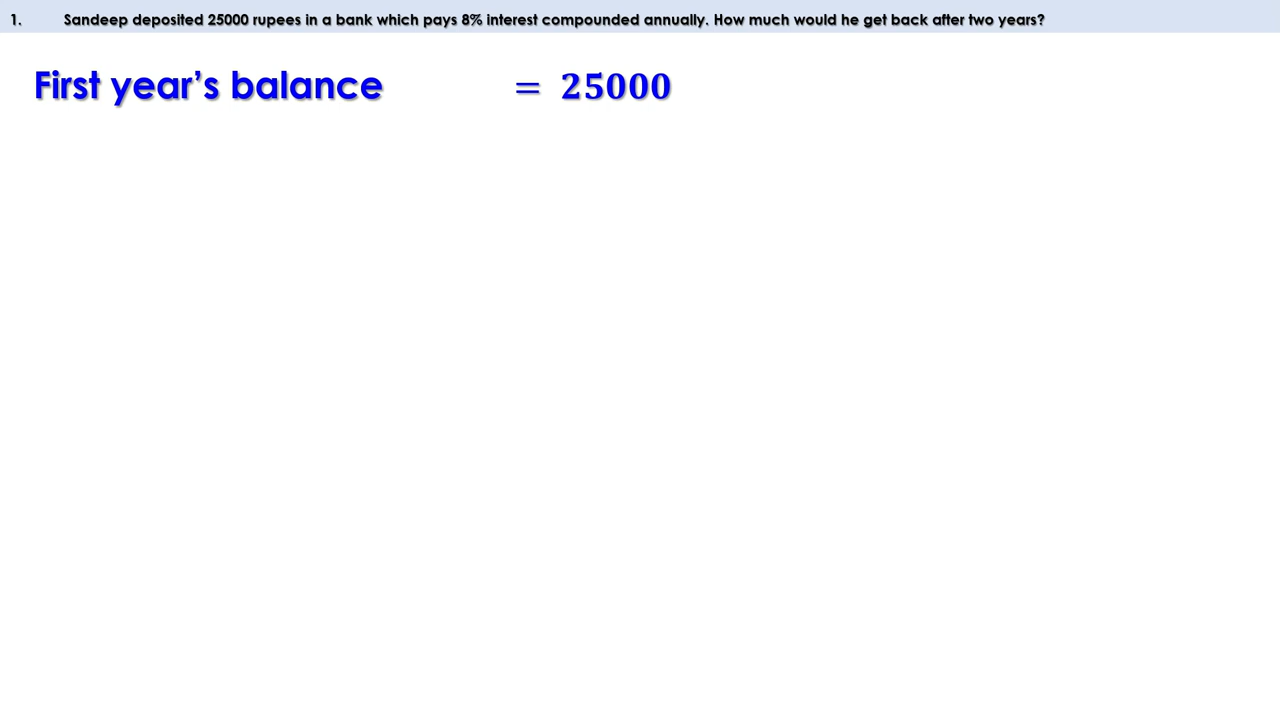 1. Sandeep deposited 25000 rupees in a bank which pays 8% interest compounded annually. How much would he get back after two years?
First year’s balance = 25000